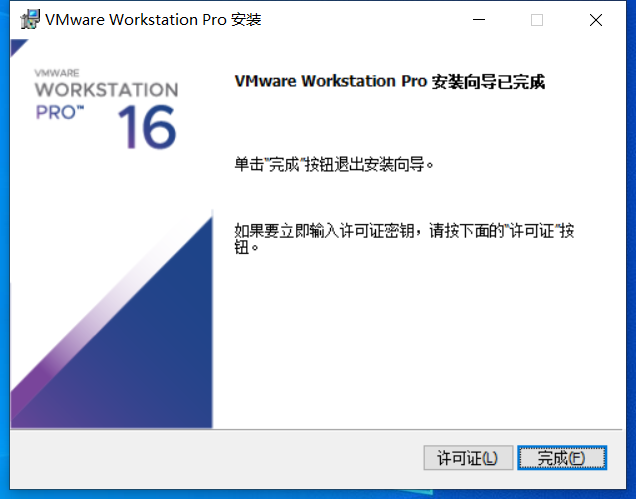 VMware Workstation Pro 安装
VMWARE
WORKSTATION
PRO™
16
VMware Workstation Pro 安装向导已完成
单击"完成"按钮退出安装向导。
如果要立即输入许可证密钥，请按下面的"许可证"按
钮。
许可证(L)
完成(F)